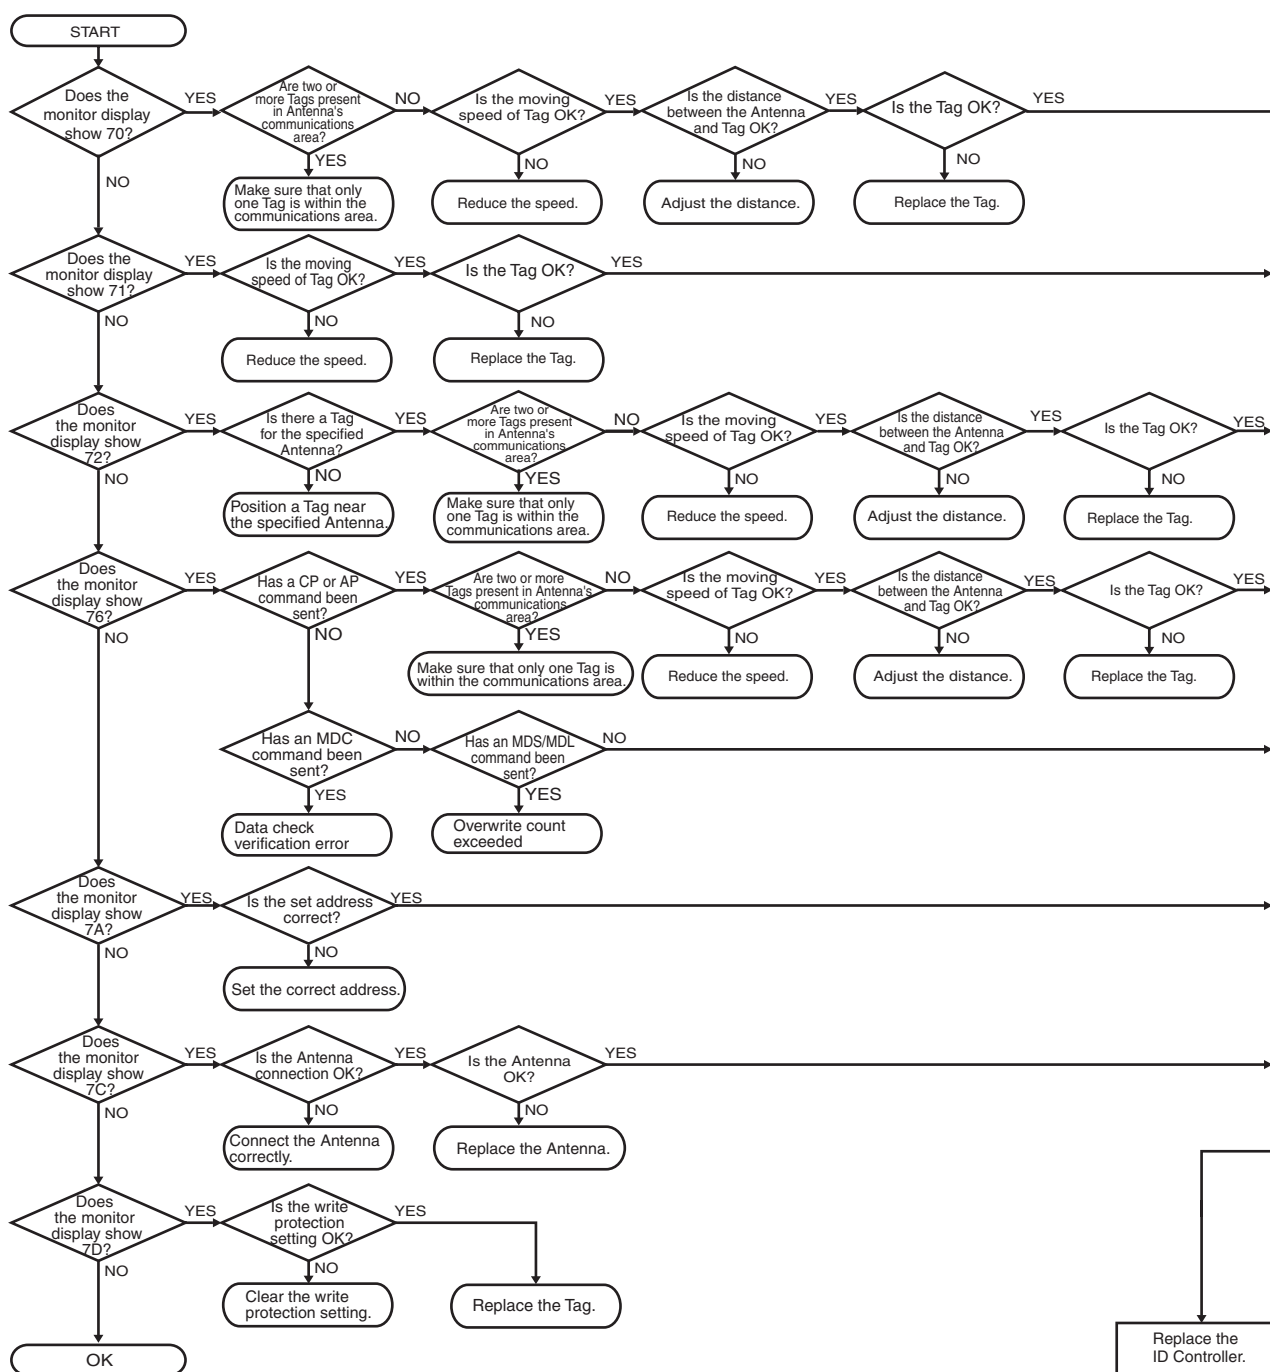 START
Does the
monitor display
show 70?
YES
Are two or
more Tags present
in Antenna's
communications
area?
NO
Is the moving
speed of Tag OK?
YES
Is the distance
between the Antenna
and Tag OK?
YES
Is the Tag OK?
YES
NO
YES
NO
NO
NO
Make sure that only
one Tag is within the
communications area.
Reduce the speed.
Adjust the distance.
Replace the Tag.
Does the
monitor display
show 71?
YES
Is the moving
speed of Tag OK?
YES
Is the Tag OK?
YES
NO
NO
NO
Reduce the speed.
Replace the Tag.
Does
the monitor
display show
72?
YES
Is there a Tag
for the specified
Antenna?
YES
Are two or
more Tags present
in Antenna's
communications
area?
NO
Is the moving
speed of Tag OK?
YES
Is the distance
between the Antenna
and Tag OK?
YES
Is the Tag OK?
YES
NO
NO
YES
NO
NO
NO
Position a Tag near
the specified Antenna.
Make sure that only
one Tag is within the
communications area.
Reduce the speed.
Adjust the distance.
Replace the Tag.
Does
the monitor
display show
76?
YES
Has a CP or AP
command been
sent?
YES
Are two or more
Tags present in Antenna's
communications
area?
NO
Is the moving
speed of Tag OK?
YES
Is the distance
between the Antenna
and Tag OK?
YES
Is the Tag OK?
YES
NO
NO
YES
NO
NO
NO
Make sure that only one Tag is
within the communications area.
Reduce the speed.
Adjust the distance.
Replace the Tag.
Has an MDC
command been
sent?
NO
Has an MDS/MDL
command been
sent?
NO
YES
YES
Data check
verification error
Overwrite count
exceeded
Does
the monitor
display show
7A?
YES
Is the set address
correct?
YES
NO
NO
Set the correct address.
Does
the monitor
display show
7C?
YES
Is the Antenna
connection OK?
YES
Is the Antenna
OK?
YES
NO
NO
NO
Connect the Antenna
correctly.
Replace the Antenna.
Does
the monitor
display show
7D?
YES
Is the write
protection
setting OK?
YES
NO
NO
Clear the write
protection setting.
Replace the Tag.
OK
Replace the
ID Controller.